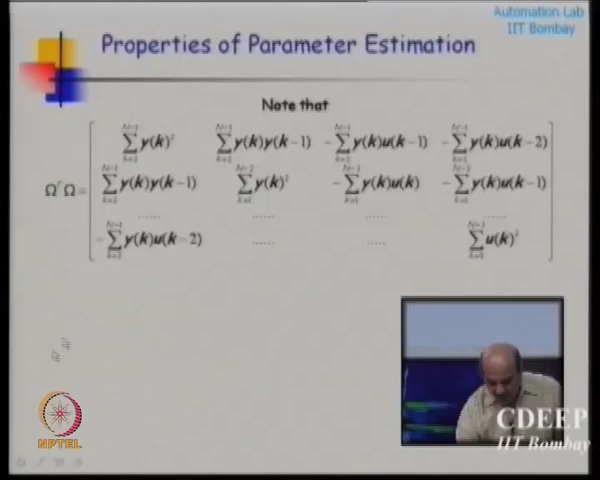 Automation Lab
IIT Bombay
Properties of Parameter Estimation
Note that
Ω^T Ω =
∑ y(k)² ∑ y(k)y(k−1) −∑ y(k)u(k−1) −∑ y(k)u(k−2)
∑ y(k)y(k−1) ∑ y(k)² −∑ y(k)u(k) −∑ y(k)u(k−1)
...... ...... ...... ......
−∑ y(k)u(k−2) ...... ...... ∑ u(k)²
NPTEL
CDEEP
IIT Bombay